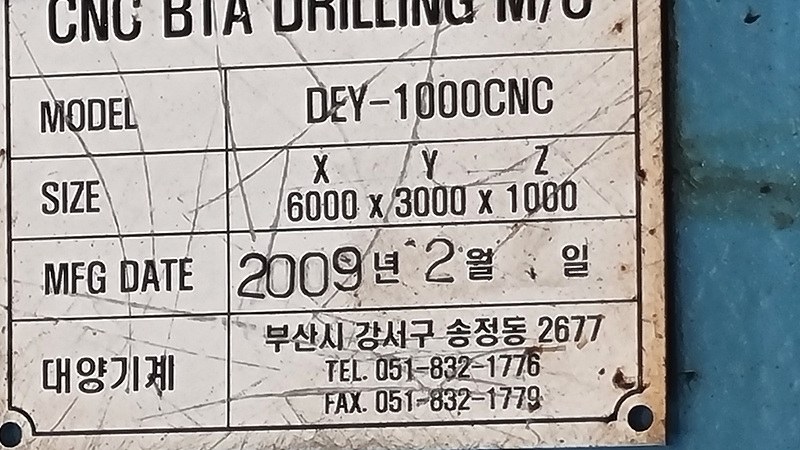 CNC BTA DRILLING M/C
MODEL DEY-1000CNC
SIZE X Y Z
6000 x 3000 x 1000
MFG DATE 2009년 2월 일
대양기계 부산시 강서구 송정동 2677
TEL. 051-832-1776
FAX. 051-832-1779